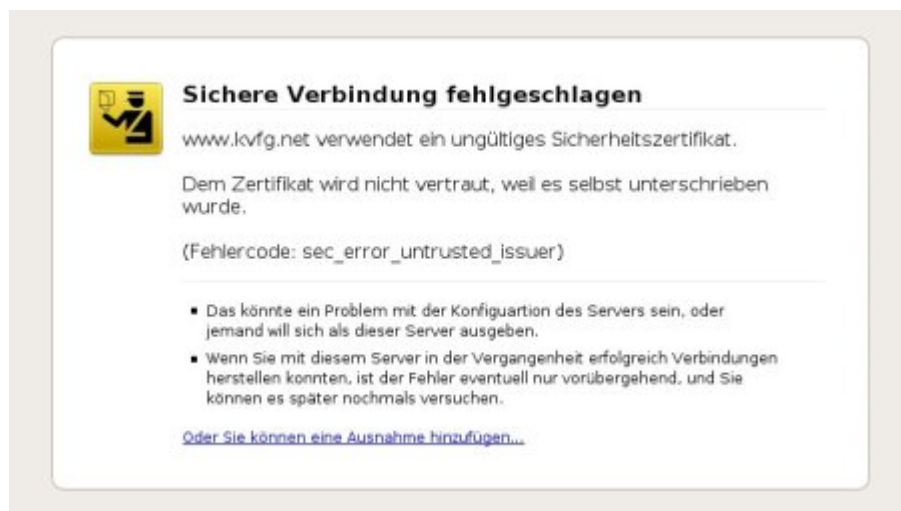 Sichere Verbindung fehlgeschlagen
www.kvfg.net verwendet ein ungültiges Sicherheitszertifikat.
Dem Zertifikat wird nicht vertraut, weil es selbst unterschrieben
wurde.
(Fehlercode: sec_error_untrusted_issuer)
▪ Das könnte ein Problem mit der Konfiguartion des Servers sein, oder
jemand will sich als dieser Server ausgeben.
▪ Wenn Sie mit diesem Server in der Vergangenheit erfolgreich Verbindungen
herstellen konnten, ist der Fehler eventuell nur vorübergehend, und Sie
können es später nochmals versuchen.
Oder Sie können eine Ausnahme hinzufügen...